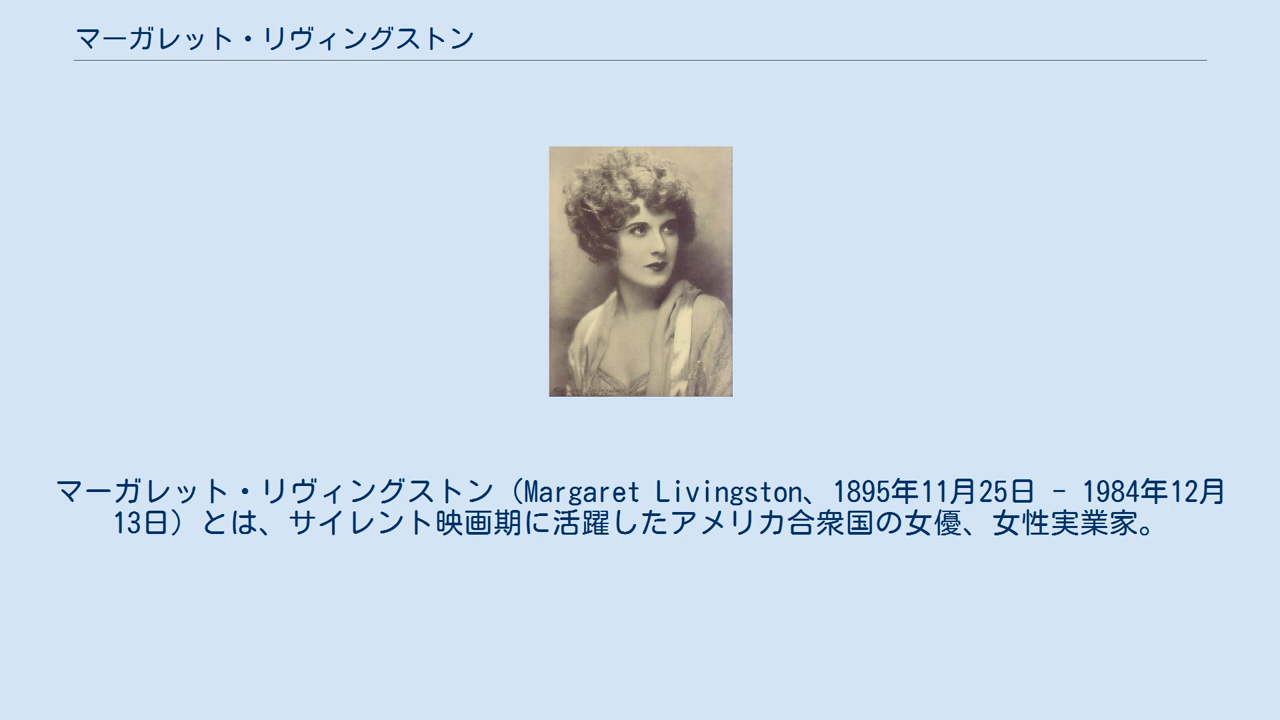 マーガレット・リヴィングストン
マーガレット・リヴィングストン（Margaret Livingston、1895年11月25日 - 1984年12月
13日）とは、サイレント映画期に活躍したアメリカ合衆国の女優、女性実業家。